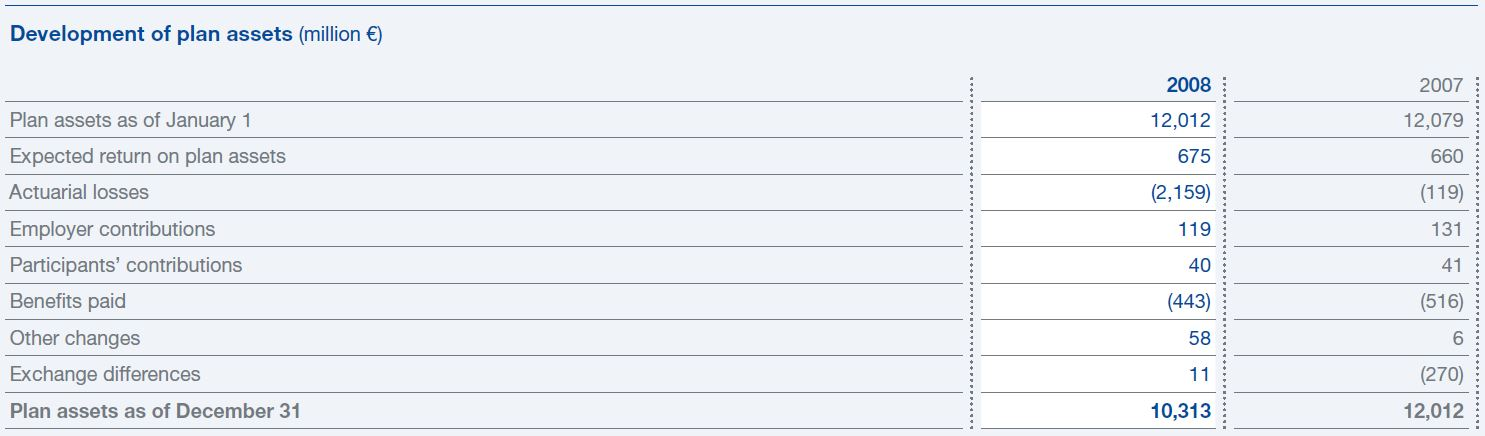 Development of plan assets (million €)
2008 2007
Plan assets as of January 1 12,012 12,079
Expected return on plan assets 675 660
Actuarial losses (2,159) (119)
Employer contributions 119 131
Participants’ contributions 40 41
Benefits paid (443) (516)
Other changes 58 6
Exchange differences 11 (270)
Plan assets as of December 31 10,313 12,012